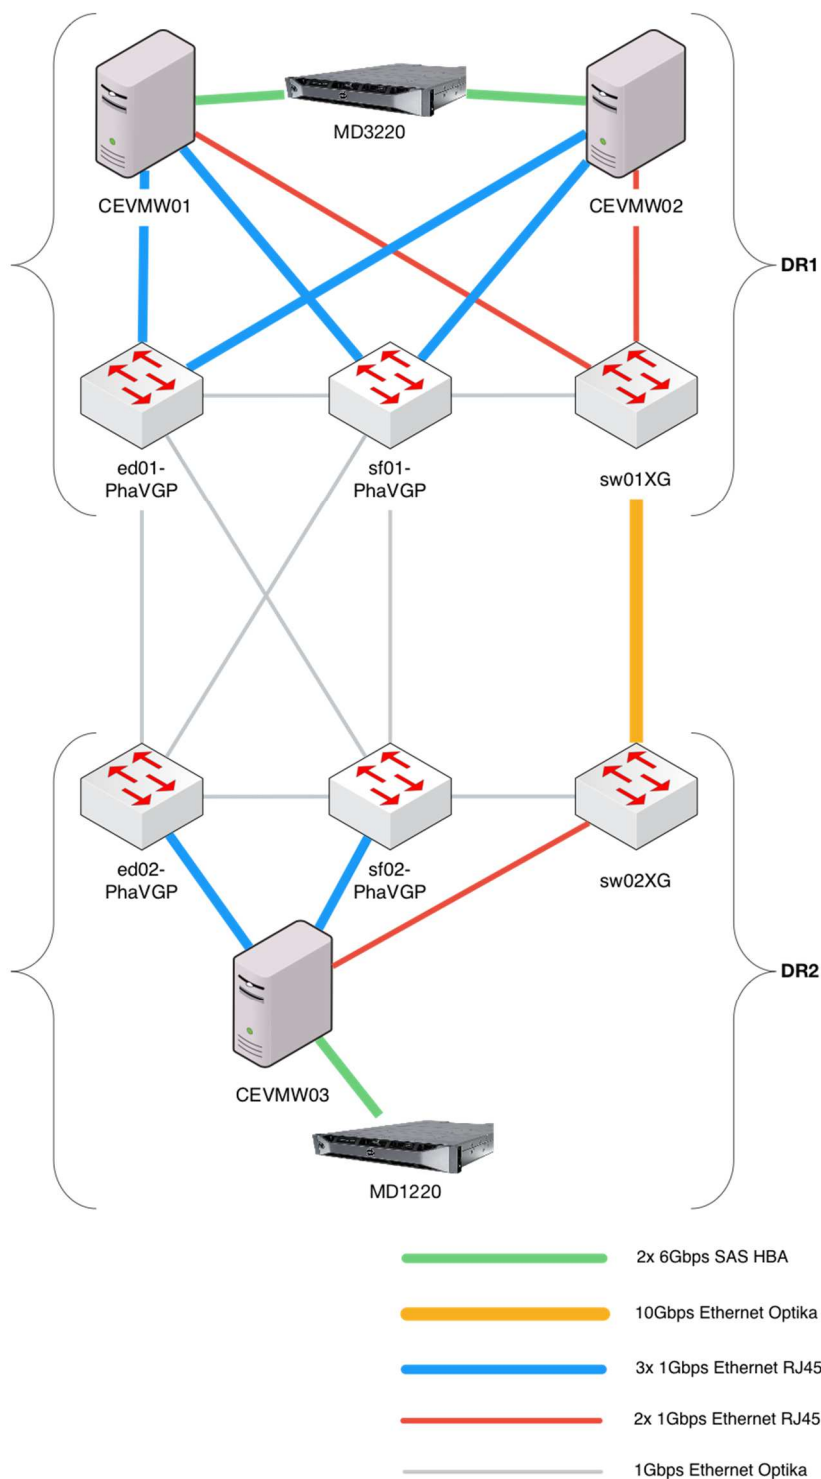 MD3220
CEVMW01
CEVMW02
DR1
ed01-
PhaVGP
sf01-
PhaVGP
sw01XG
ed02-
PhaVGP
sf02-
PhaVGP
sw02XG
DR2
CEVMW03
MD1220
2x 6Gbps SAS HBA
10Gbps Ethernet Optika
3x 1Gbps Ethernet RJ45
2x 1Gbps Ethernet RJ45
1Gbps Ethernet Optika